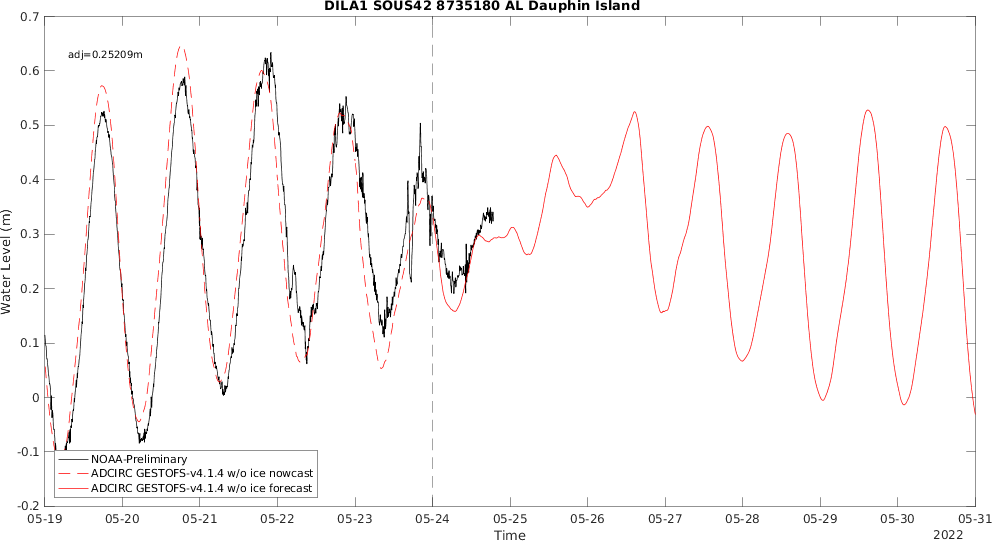 DILA1 SOUS42 8735180 AL Dauphin Island
adj=0.25209m
Water Level (m)
0.7
0.6
0.5
0.4
0.3
0.2
0.1
0
-0.1
-0.2
NOAA-Preliminary
ADCIRC GESTOFS-v4.1.4 w/o ice nowcast
ADCIRC GESTOFS-v4.1.4 w/o ice forecast
05-19 05-20 05-21 05-22 05-23 05-24 05-25 05-26 05-27 05-28 05-29 05-30 05-31
Time
2022